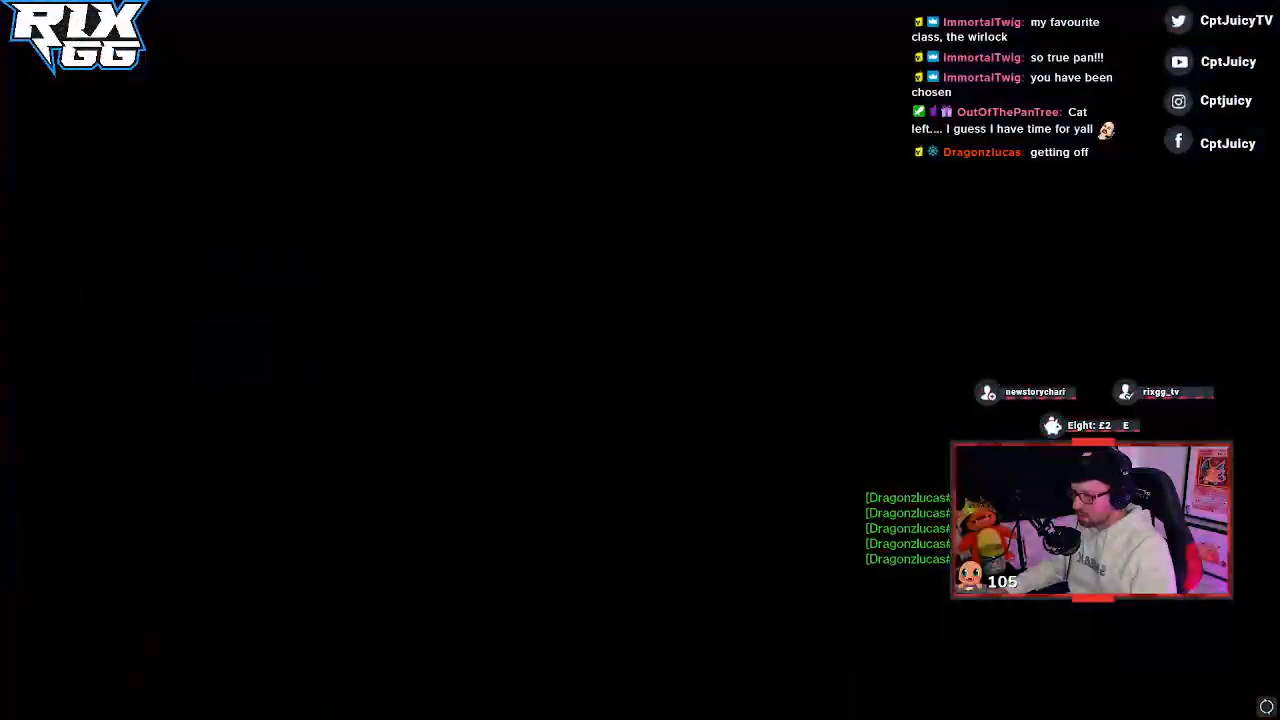 RIX
GG
ImmortalTwig: my favourite
class, the wirlock
ImmortalTwig: so true pan!!!
ImmortalTwig: you have been
chosen
OutOfThePanTree: Cat
left.... I guess I have time for yall
Dragonzlucas: getting off
CptJuicyTV
CptJuicy
Cptjuicy
CptJuicy
newstorychari
rixgg_tv
Eight: £2 E
[Dragonzlucas#
[Dragonzlucas#
[Dragonzlucas#
[Dragonzlucas#
[Dragonzlucas#
105